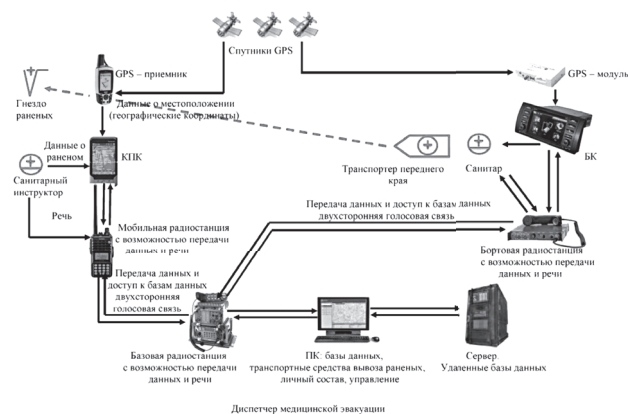 Спутники GPS
GPS – приемник
GPS – модуль
Гнездо
раненых
Данные о местоположении
(географические координаты)
Данные о
раненом
КПК
Транспортер переднего
края
Санитар
БК
Санитарный
инструктор
Речь
Передача данных и доступ к базам данных
двухсторонняя голосовая связь
Мобильная радиостанция
с возможностью передачи
данных и речи
Бортовая радиостанция
с возможностью передачи
данных и речи
Передача данных и
доступ к базам данных
двухсторонняя
голосовая связь
Базовая радиостанция
с возможностью передачи
данных и речи
ПК: базы данных,
транспортные средства вывоза раненых,
личный состав, управление
Сервер.
Удаленные базы данных
Диспетчер медицинской эвакуации